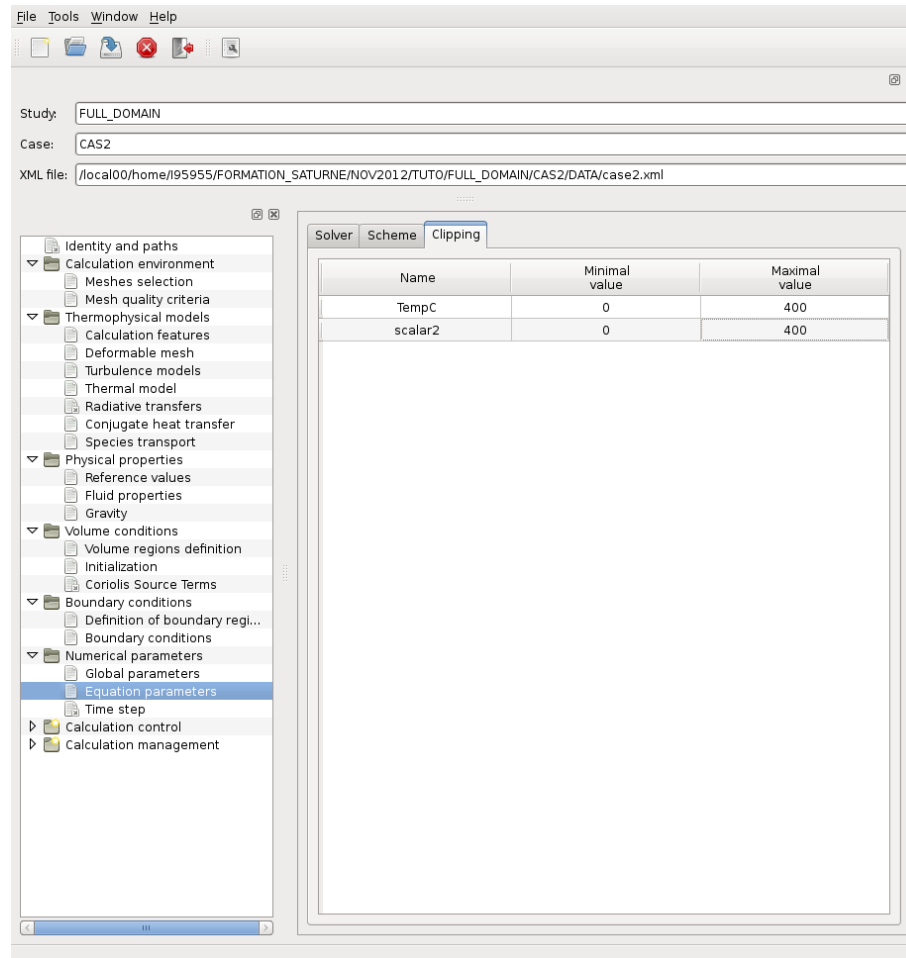 File Tools Window Help
Study: FULL_DOMAIN
Case: CAS2
XML file: /local00/home/I95955/FORMATION_SATURNE/NOV2012/TUTO/FULL_DOMAIN/CAS2/DATA/case2.xml
Identity and paths
Calculation environment
Meshes selection
Mesh quality criteria
Thermophysical models
Calculation features
Deformable mesh
Turbulence models
Thermal model
Radiative transfers
Conjugate heat transfer
Species transport
Physical properties
Reference values
Fluid properties
Gravity
Volume conditions
Volume regions definition
Initialization
Coriolis Source Terms
Boundary conditions
Definition of boundary regi...
Boundary conditions
Numerical parameters
Global parameters
Equation parameters
Time step
Calculation control
Calculation management
Solver Scheme Clipping
Name Minimal value Maximal value
TempC 0 400
scalar2 0 400